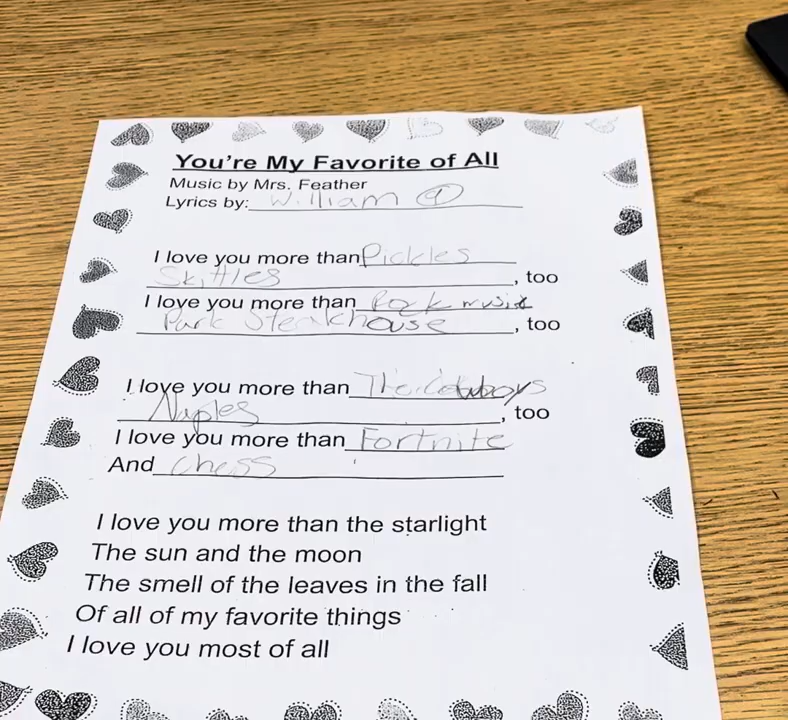 You're My Favorite of All
Music by Mrs. Feather
Lyrics by: William
I love you more than Pickles
Skittles, too
I love you more than Rock music
Park Steakhouse, too
I love you more than The Cowboys
Naples, too
I love you more than Fortnite
And chess
I love you more than the starlight
The sun and the moon
The smell of the leaves in the fall
Of all of my favorite things
I love you most of all